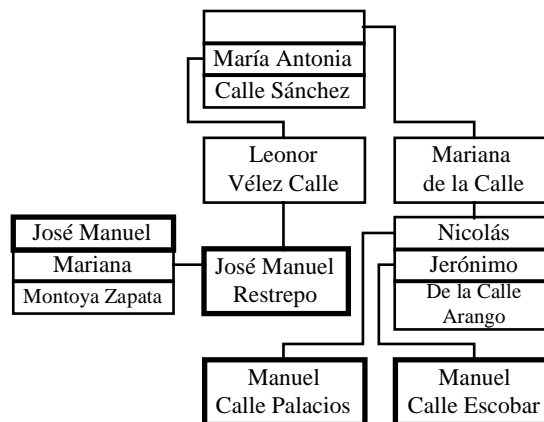 María Antonia
Calle Sánchez
Leonor
Vélez Calle
Mariana
de la Calle
José Manuel
Mariana
Montoya Zapata
José Manuel
Restrepo
Nicolás
Jerónimo
De la Calle
Arango
Manuel
Calle Palacios
Manuel
Calle Escobar